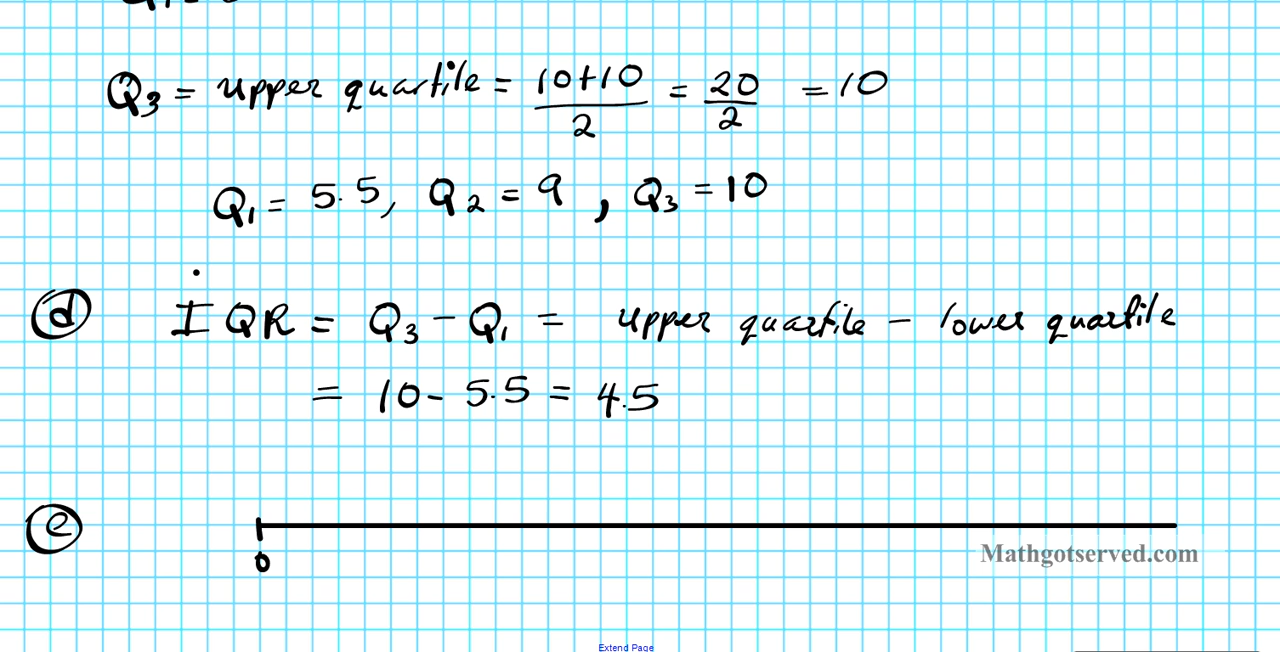 Q3 = upper quartile = 10+10/2 = 20/2 = 10
Q1 = 5.5, Q2 = 9, Q3 = 10
(d) IQR = Q3 - Q1 = upper quartile - lower quartile
= 10 - 5.5 = 4.5
(e)
0
Mathgotserved.com
Extend Page